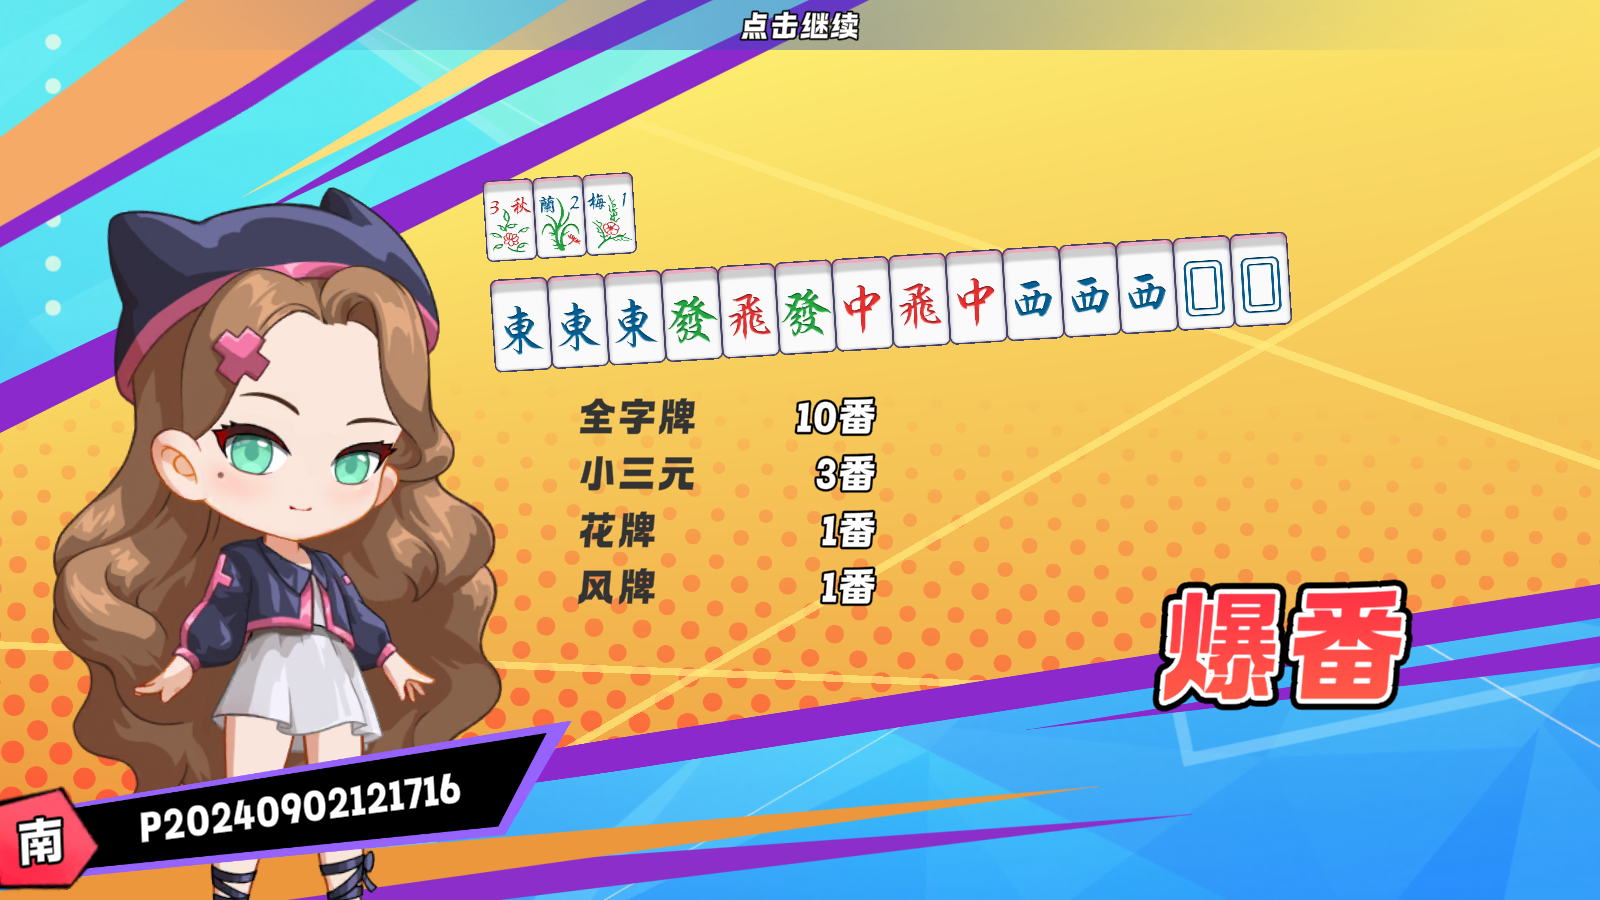 点击继续
3 秋 蘭 2 梅 1
東 東 東 發 飛 發 中 飛 中 西 西 西
全字牌 10番
小三元 3番
花牌 1番
风牌 1番
爆番
南 P20240902121716